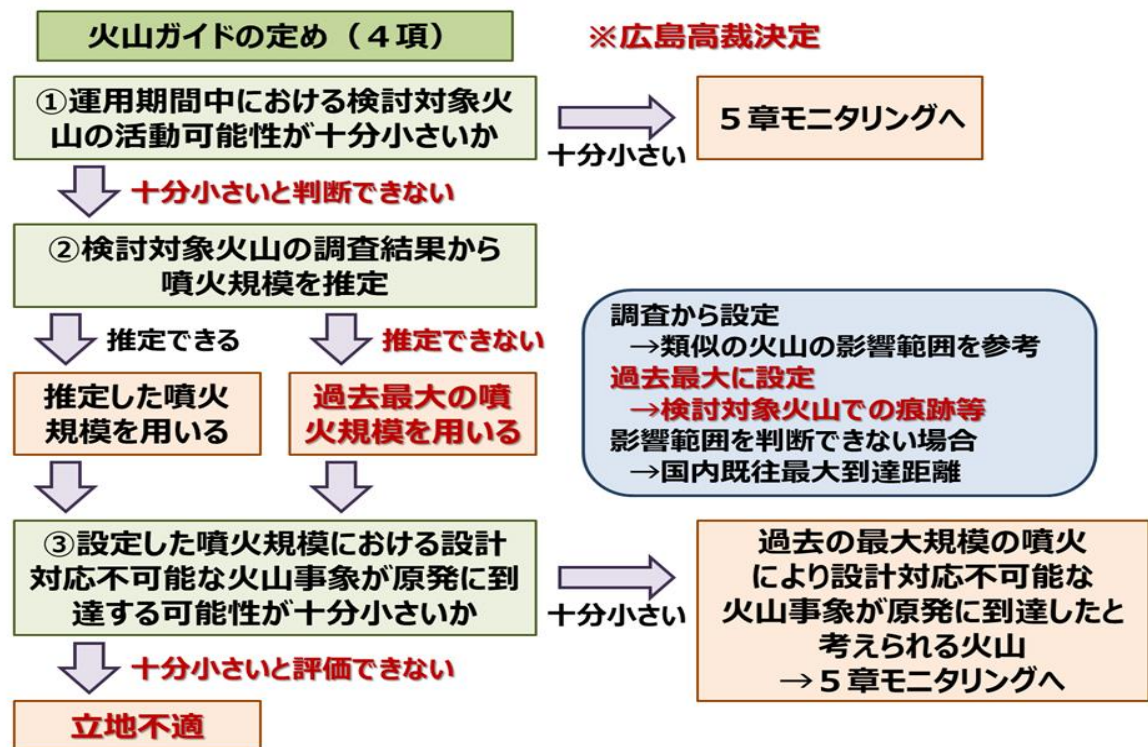 火山ガイドの定め（４項）
※広島高裁決定
①運用期間中における検討対象火
山の活動可能性が十分小さいか
十分小さい
５章モニタリングへ
十分小さいと判断できない
②検討対象火山の調査結果から
噴火規模を推定
推定できる
推定できない
推定した噴火
規模を用いる
過去最大の噴
火規模を用いる
調査から設定
→類似の火山の影響範囲を参考
過去最大に設定
→検討対象火山での痕跡等
影響範囲を判断できない場合
→国内既往最大到達距離
③設定した噴火規模における設計
対応不可能な火山事象が原発に到
達する可能性が十分小さいか
十分小さい
過去の最大規模の噴火
により設計対応不可能な
火山事象が原発に到達したと
考えられる火山
→５章モニタリングへ
十分小さいと評価できない
立地不適